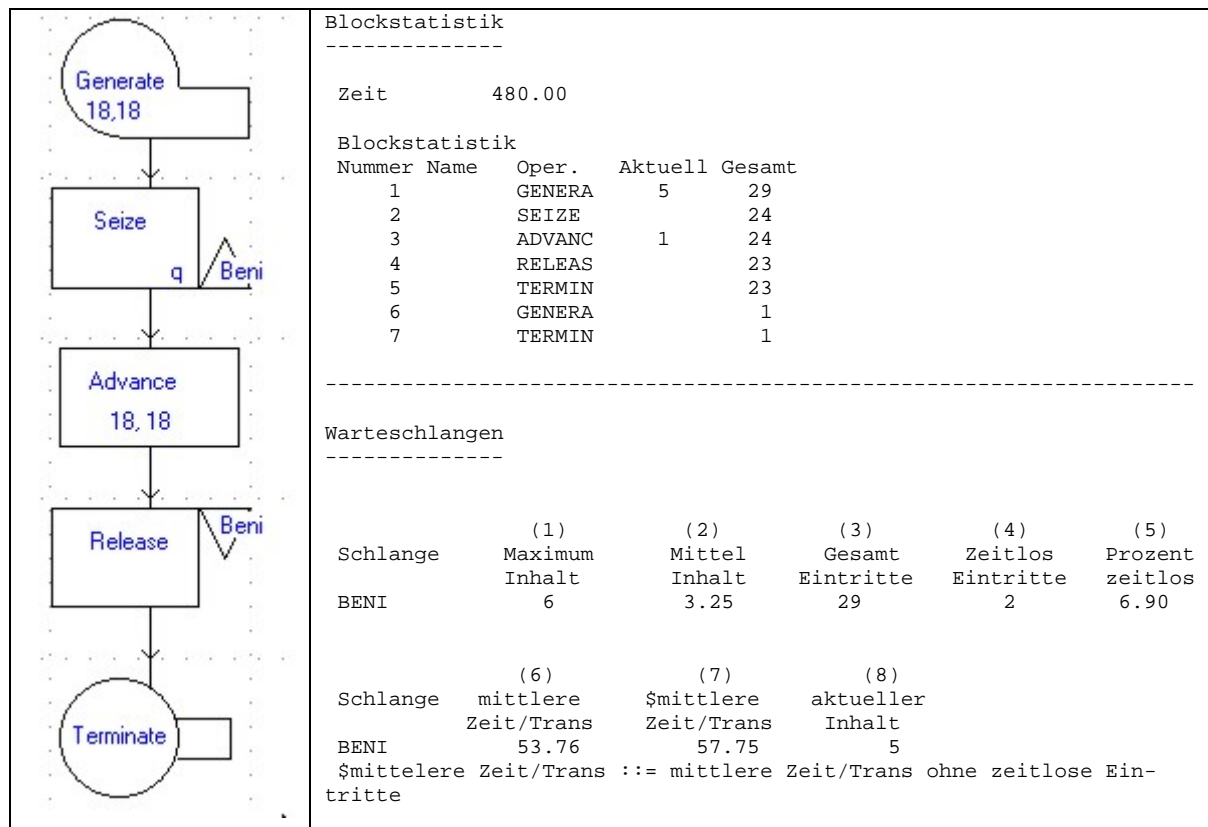 Generate
18,18
Seize
q
Beni
Advance
18, 18
Release
Beni
Terminate
Blockstatistik
--------------
Zeit 480.00
Blockstatistik
Nummer Name Oper. Aktuell Gesamt
1 GENERA 5 29
2 SEIZE 24
3 ADVANC 1 24
4 RELEAS 23
5 TERMIN 23
6 GENERA 1
7 TERMIN 1
--------------------------------------------------------------------
Warteschlangen
--------------
(1) (2) (3) (4) (5)
Schlange Maximum Mittel Gesamt Zeitlos Prozent
Inhalt Inhalt Eintritte Eintritte zeitlos
BENI 6 3.25 29 2 6.90
(6) (7) (8)
Schlange mittlere $mittlere aktueller
Zeit/Trans Zeit/Trans Inhalt
BENI 53.76 57.75 5
$mittelere Zeit/Trans ::= mittlere Zeit/Trans ohne zeitlose Ein-
tritte